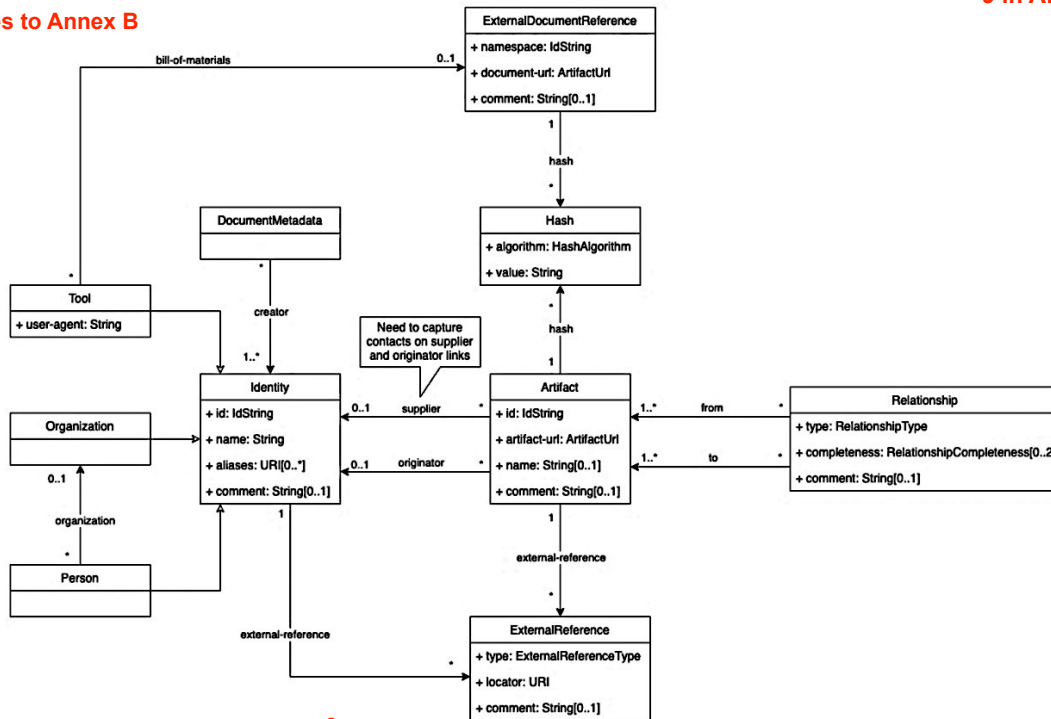 es to Annex B
ExternalDocumentReference
+ namespace: IdString
+ document-url: ArtifactUrl
+ comment: String[0..1]
bill-of-materials
0..1
1
hash
*
DocumentMetadata
Hash
+ algorithm: HashAlgorithm
+ value: String
*
*
Tool
+ user-agent: String
creator
1..*
Need to capture
contacts on supplier
and originator links
*
hash
1
Identity
+ id: IdString
+ name: String
+ aliases: URI[0..*]
+ comment: String[0..1]
0..1
supplier
*
0..1
originator
*
Artifact
+ id: IdString
+ artifact-url: ArtifactUrl
+ name: String[0..1]
+ comment: String[0..1]
1..*
from
*
1..*
to
*
Relationship
+ type: RelationshipType
+ completeness: RelationshipCompleteness[0..2
+ comment: String[0..1]
Organization
0..1
organization
*
Person
1
external-reference
*
1
external-reference
*
ExternalReference
+ type: ExternalReferenceType
+ locator: URI
+ comment: String[0..1]